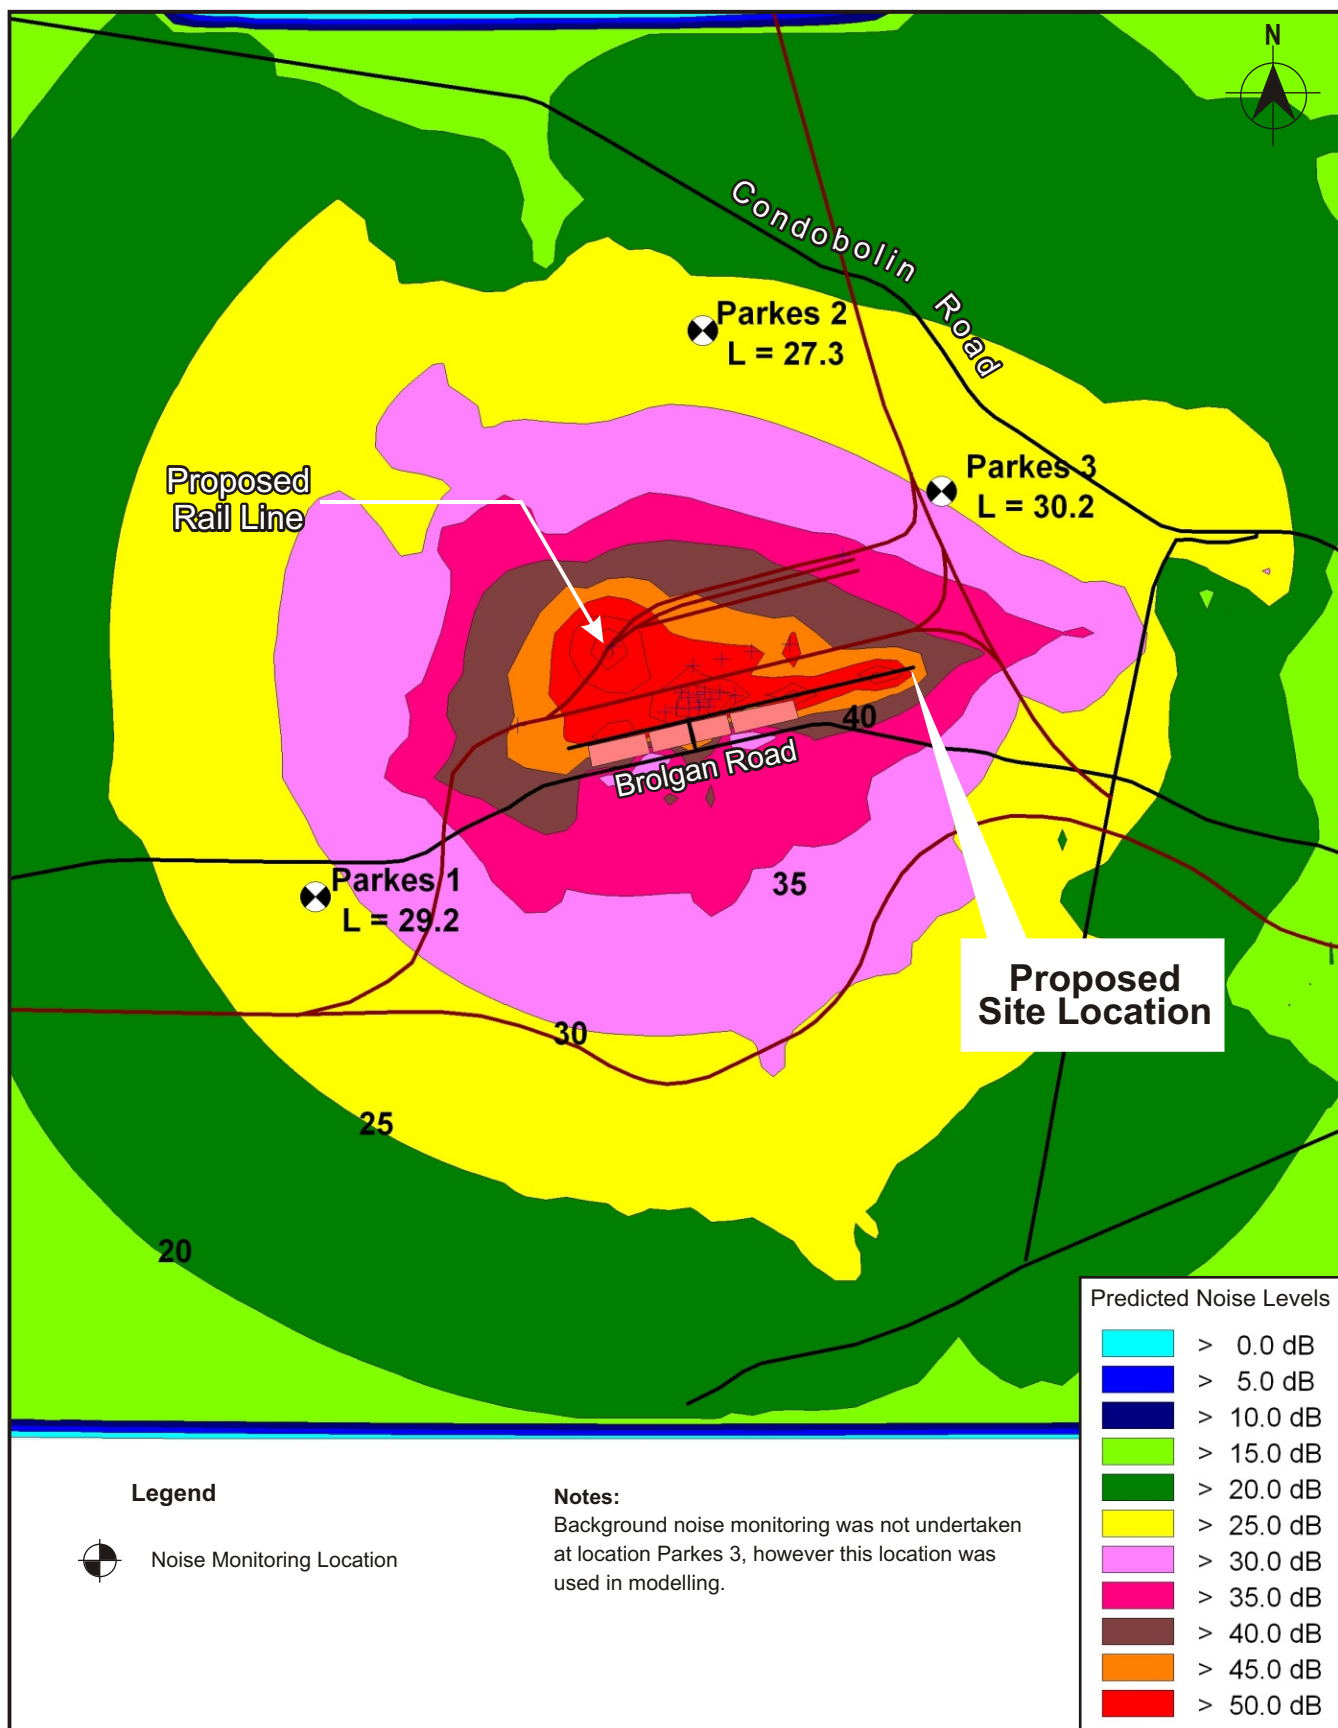 N
Condobolin Road
Parkes 2
L = 27.3
Proposed
Rail Line
Parkes 3
L = 30.2
40
Brolgan Road
Parkes 1
L = 29.2
35
Proposed
Site Location
30
25
20
Predicted Noise Levels
> 0.0 dB
> 5.0 dB
> 10.0 dB
> 15.0 dB
> 20.0 dB
> 25.0 dB
> 30.0 dB
> 35.0 dB
> 40.0 dB
> 45.0 dB
> 50.0 dB
Legend
Noise Monitoring Location
Notes:
Background noise monitoring was not undertaken
at location Parkes 3, however this location was
used in modelling.